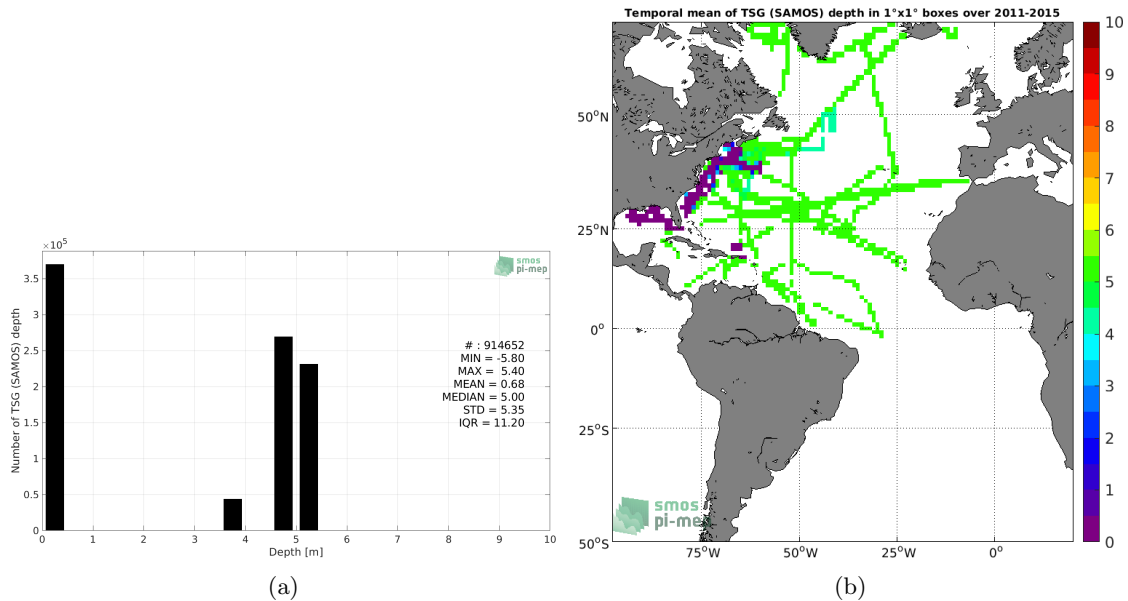 ×10⁵
3.5
3
2.5
2
1.5
1
0.5
0
Number of TSG (SAMOS) depth
smos
pi-mep
# : 914652
MIN = -5.80
MAX = 5.40
MEAN = 0.68
MEDIAN = 5.00
STD = 5.35
IQR = 11.20
0 1 2 3 4 5 6 7 8 9 10
Depth [m]
(a)
Temporal mean of TSG (SAMOS) depth in 1°x1° boxes over 2011-2015
50°N
25°N
0°
25°S
50°S
smos
pi-mep
75°W 50°W 25°W 0°
10
9
8
7
6
5
4
3
2
1
0
(b)